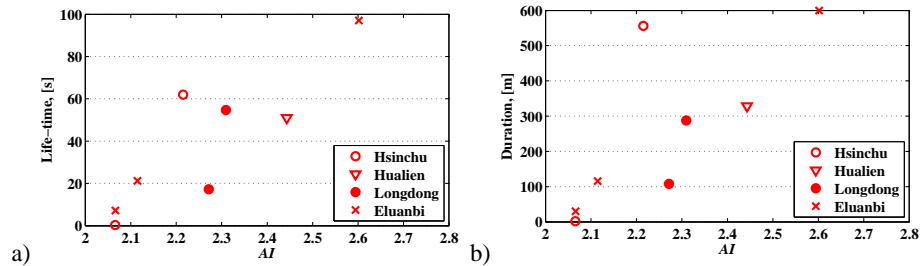 100
80
60
40
20
0
Life-time, [s]
2 2.1 2.2 2.3 2.4 2.5 2.6 2.7 2.8
AI
Hsinchu
Hualien
Longdong
Eluanbi
a)
600
500
400
300
200
100
0
Duration, [m]
2 2.1 2.2 2.3 2.4 2.5 2.6 2.7 2.8
AI
Hsinchu
Hualien
Longdong
Eluanbi
b)